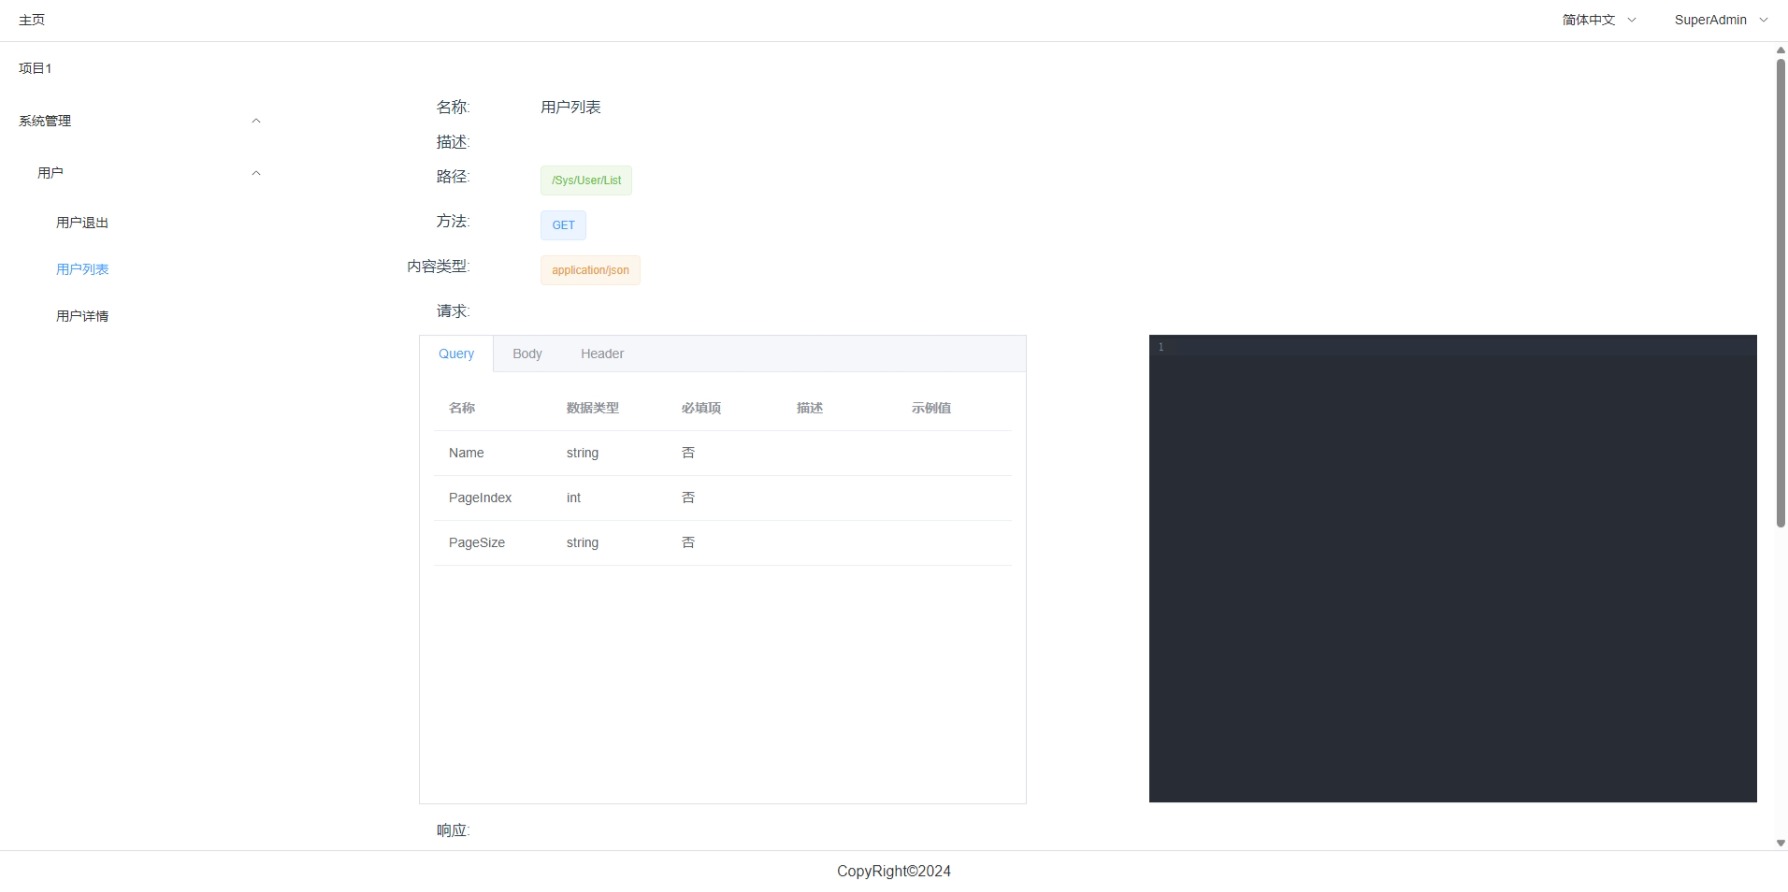 主页
简体中文
SuperAdmin
项目1
系统管理
用户
用户退出
用户列表
用户详情
名称: 用户列表
描述:
路径: /Sys/User/List
方法: GET
内容类型: application/json
请求:
Query Body Header
名称 数据类型 必填项 描述 示例值
Name string 否
PageIndex int 否
PageSize string 否
1
响应:
CopyRight©2024